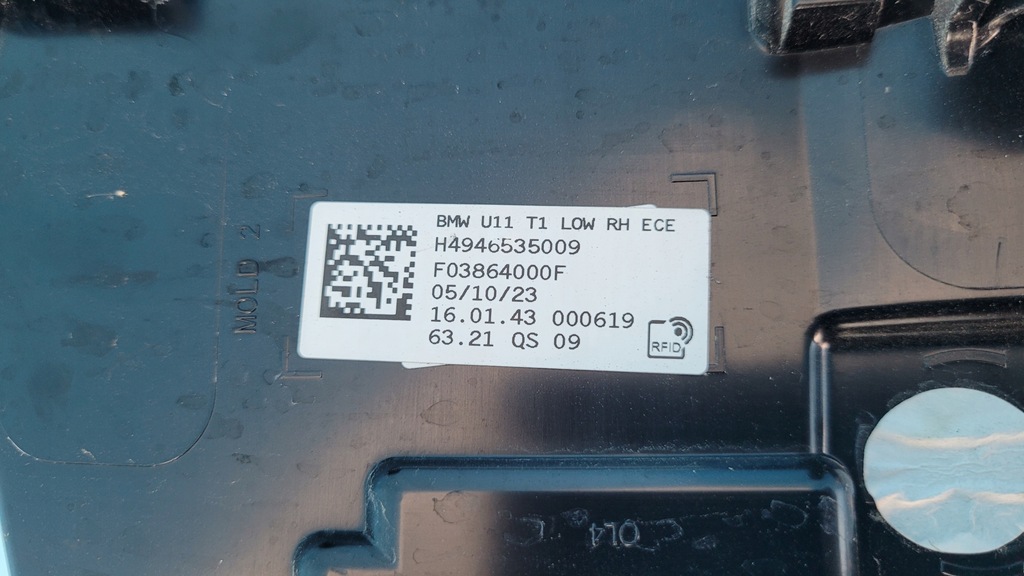 BMW U11 T1 LOW RH ECE
H4946535009
F03864000F
05/10/23
16.01.43 000619
63.21 QS 09
RFID
MOLD 2